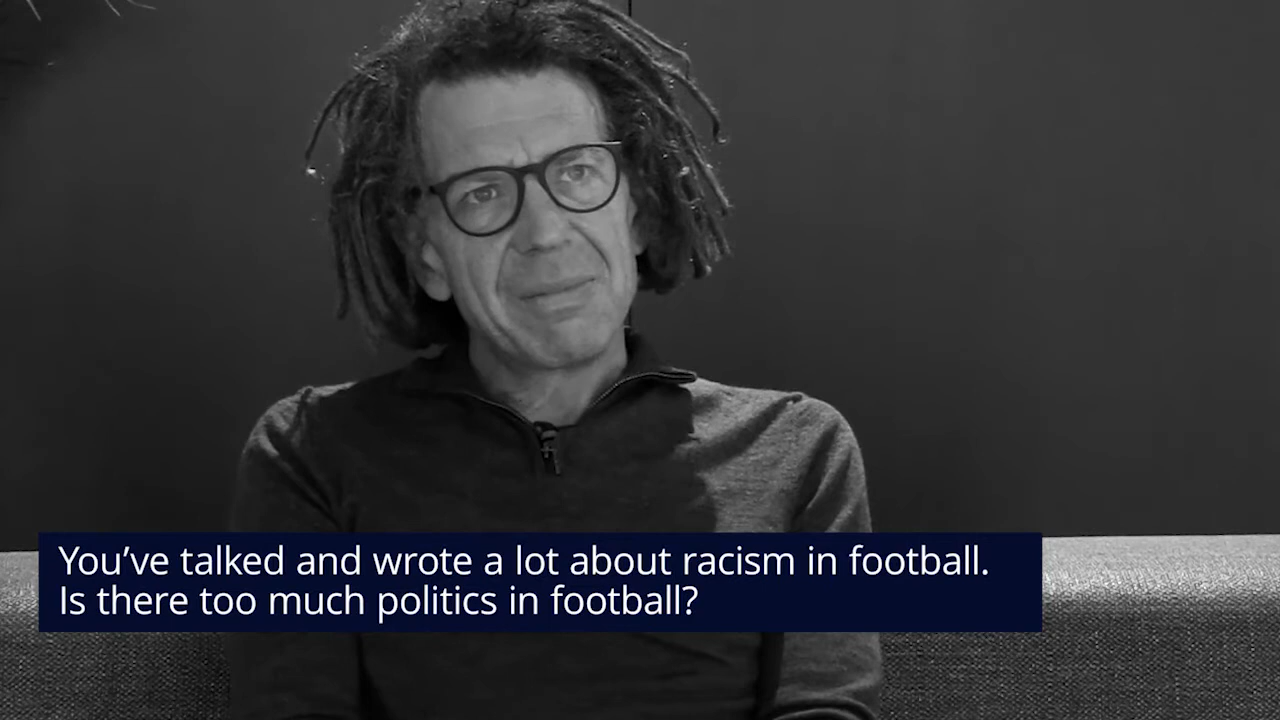 You’ve talked and wrote a lot about racism in football.
Is there too much politics in football?